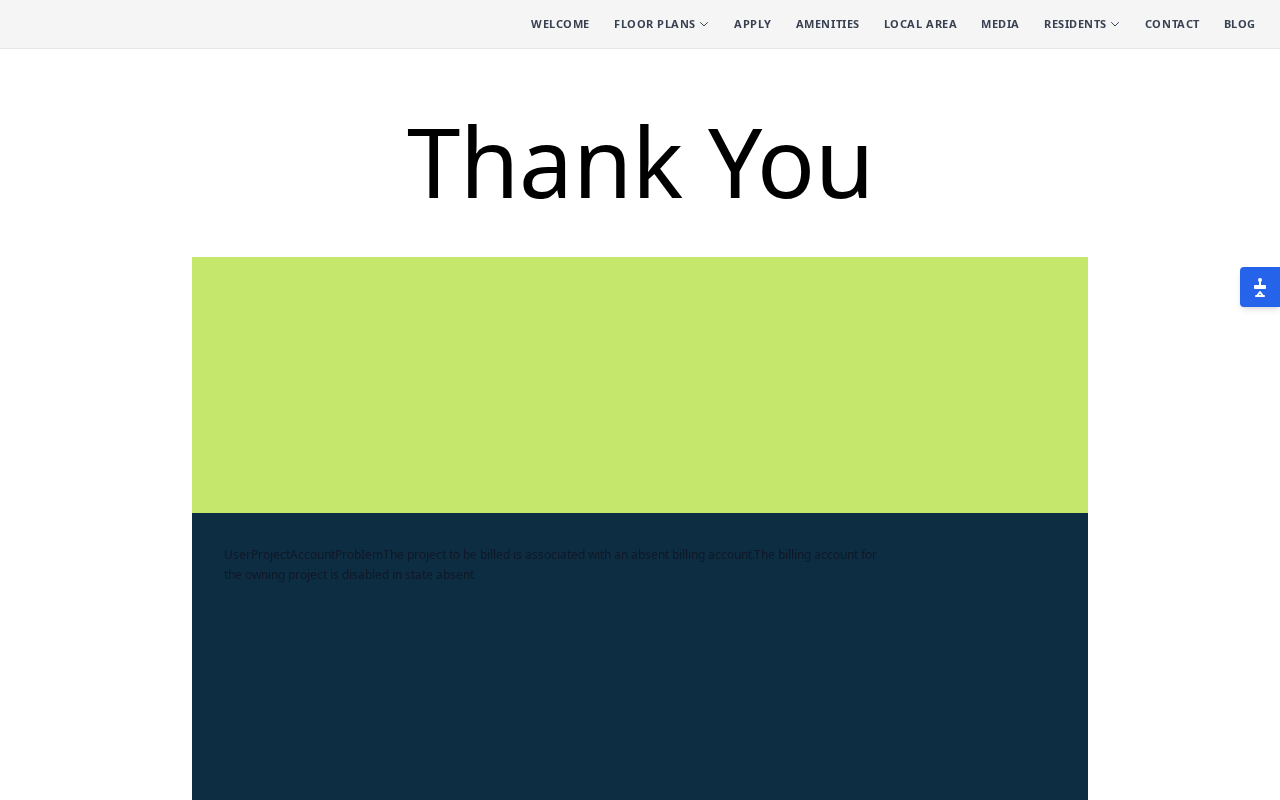 WELCOME FLOOR PLANS APPLY AMENITIES LOCAL AREA MEDIA RESIDENTS CONTACT BLOG
Thank You
UserProjectAccountProblemThe project to be billed is associated with an absent billing account.The billing account for
the owning project is disabled in state absent